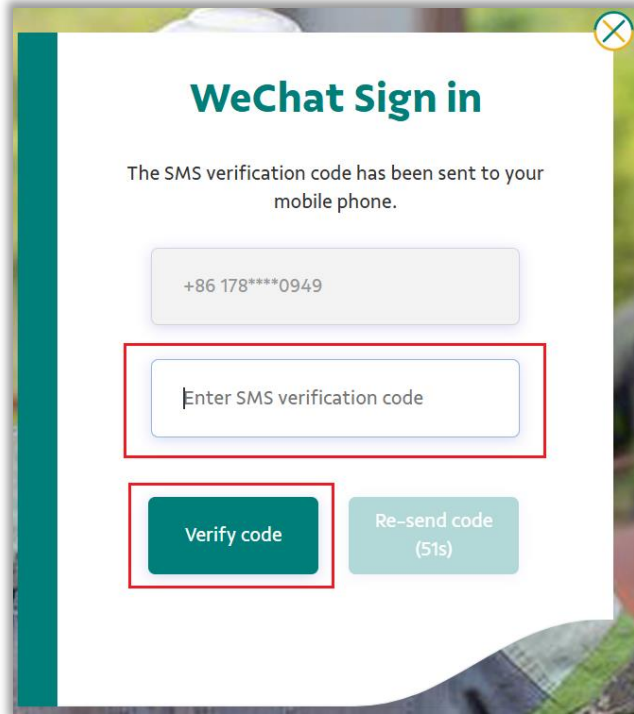 WeChat Sign in
The SMS verification code has been sent to your
mobile phone.
+86 178****0949
Enter SMS verification code
Verify code
Re-send code
(51s)